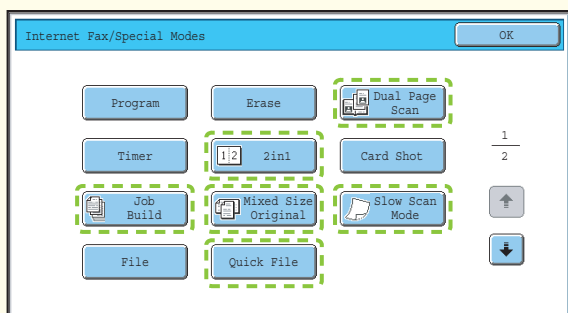 Internet Fax/Special Modes OK
Program Erase Dual Page
Scan
Timer 1 2 2in1 Card Shot
1
2
Job
Build Mixed Size
Original Slow Scan
Mode
File Quick File